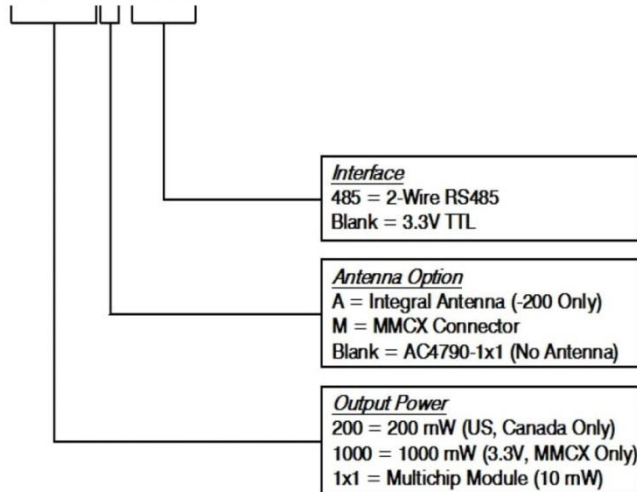 Interface
485 = 2-Wire RS485
Blank = 3.3V TTL
Antenna Option
A = Integral Antenna (-200 Only)
M = MMCX Connector
Blank = AC4790-1x1 (No Antenna)
Output Power
200 = 200 mW (US, Canada Only)
1000 = 1000 mW (3.3V, MMCX Only)
1x1 = Multichip Module (10 mW)